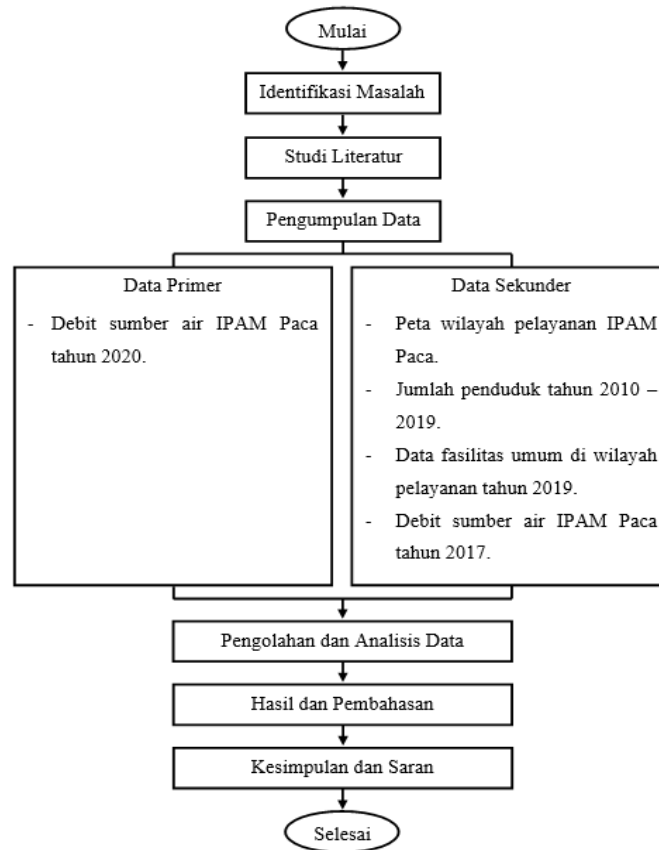 Mulai
Identifikasi Masalah
Studi Literatur
Pengumpulan Data
Data Primer
- Debit sumber air IPAM Paca
tahun 2020.
Data Sekunder
- Peta wilayah pelayanan IPAM
Paca.
- Jumlah penduduk tahun 2010 –
2019.
- Data fasilitas umum di wilayah
pelayanan tahun 2019.
- Debit sumber air IPAM Paca
tahun 2017.
Pengolahan dan Analisis Data
Hasil dan Pembahasan
Kesimpulan dan Saran
Selesai